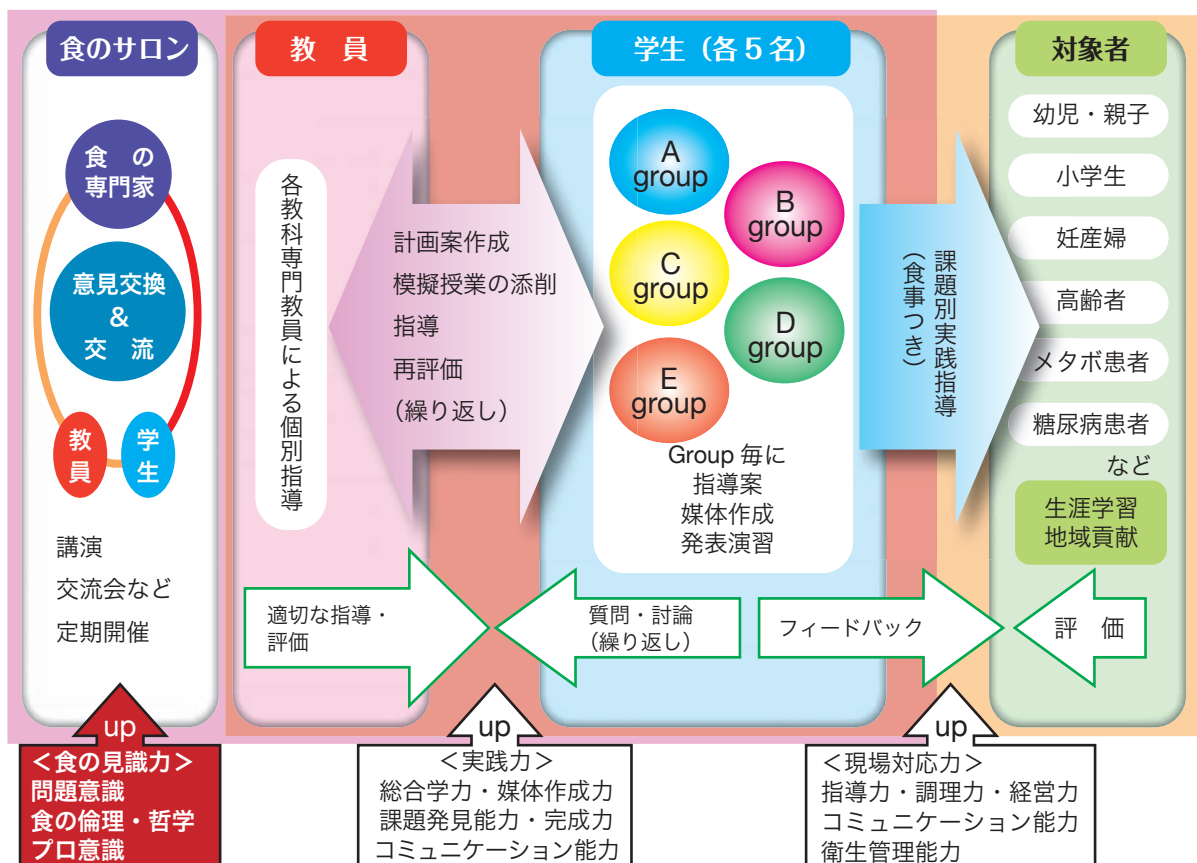 食のサロン
食 の
専門家
意見交換
&
交 流
教
員
学
生
講演
交流会など
定期開催
教 員
各教科専門教員による個別指導
計画案作成
模擬授業の添削
指導
再評価
(繰り返し)
学生(各5名)
A
group
B
group
C
group
D
group
E
group
Group 毎に
指導案
媒体作成
発表演習
課題別実践指導
(食事つき)
対象者
幼児・親子
小学生
妊産婦
高齢者
メタボ患者
糖尿病患者
など
生涯学習
地域貢献
適切な指導・
評価
質問・討論
(繰り返し)
フィードバック
評 価
up
<食の見識力>
問題意識
食の倫理・哲学
プロ意識
up
<実践力>
総合学力・媒体作成力
課題発見能力・完成力
コミュニケーション能力
up
<現場対応力>
指導力・調理力・経営力
コミュニケーション能力
衛生管理能力